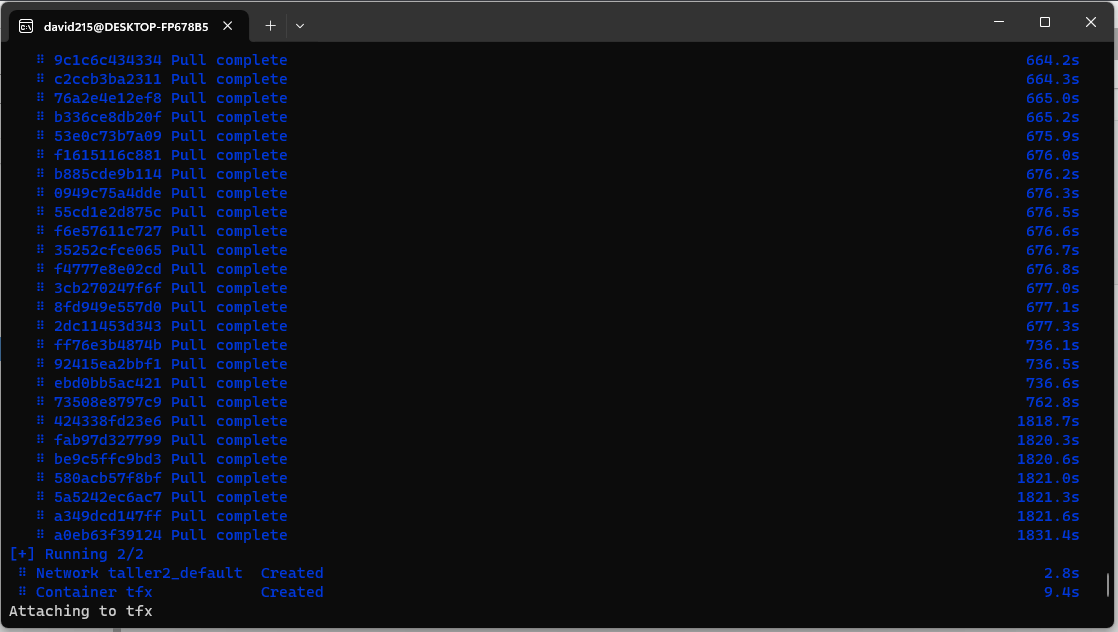 david215@DESKTOP-FP678B5
⠿ 9c1c6c434334 Pull complete 664.2s
⠿ c2ccb3ba2311 Pull complete 664.3s
⠿ 76a2e4e12ef8 Pull complete 665.0s
⠿ b336ce8db20f Pull complete 665.2s
⠿ 53e0c73b7a09 Pull complete 675.9s
⠿ f1615116c881 Pull complete 676.0s
⠿ b885cde9b114 Pull complete 676.2s
⠿ 0949c75a4dde Pull complete 676.3s
⠿ 55cd1e2d875c Pull complete 676.5s
⠿ f6e57611c727 Pull complete 676.6s
⠿ 35252cfce065 Pull complete 676.7s
⠿ f4777e8e02cd Pull complete 676.8s
⠿ 3cb270247f6f Pull complete 677.0s
⠿ 8fd949e557d0 Pull complete 677.1s
⠿ 2dc11453d343 Pull complete 677.3s
⠿ ff76e3b4874b Pull complete 736.1s
⠿ 92415ea2bbf1 Pull complete 736.5s
⠿ ebd0bb5ac421 Pull complete 736.6s
⠿ 73508e8797c9 Pull complete 762.8s
⠿ 424338fd23e6 Pull complete 1818.7s
⠿ fab97d327799 Pull complete 1820.3s
⠿ be9c5ffc9bd3 Pull complete 1820.6s
⠿ 580acb57f8bf Pull complete 1821.0s
⠿ 5a5242ec6ac7 Pull complete 1821.3s
⠿ a349dcd147ff Pull complete 1821.6s
⠿ a0eb63f39124 Pull complete 1831.4s
[+] Running 2/2
⠿ Network taller2_default Created 2.8s
⠿ Container tfx Created 9.4s
Attaching to tfx